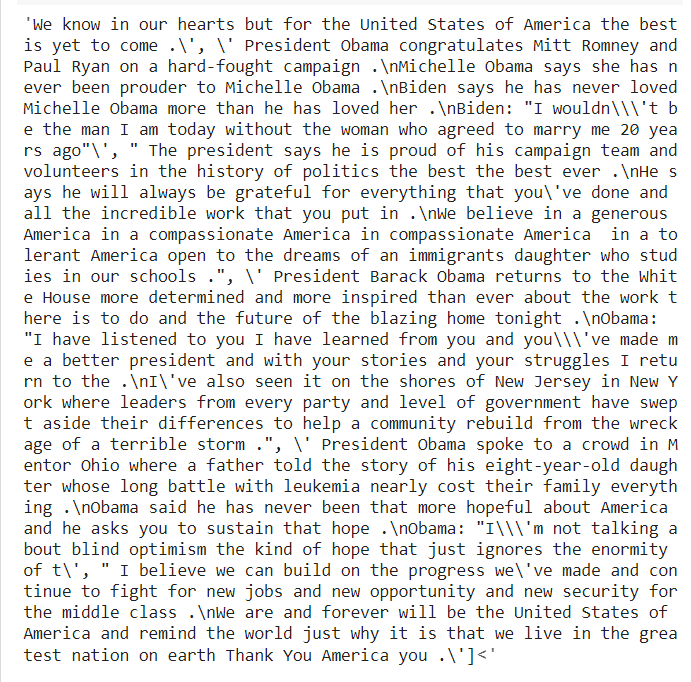 'We know in our hearts but for the United States of America the best
is yet to come .\', \' President Obama congratulates Mitt Romney and
Paul Ryan on a hard-fought campaign .\nMichelle Obama says she has n
ever been prouder to Michelle Obama .\nBiden says he has never loved
Michelle Obama more than he has loved her .\nBiden: "I wouldn\\\'t b
e the man I am today without the woman who agreed to marry me 20 yea
rs ago"\', " The president says he is proud of his campaign team and
volunteers in the history of politics the best the best ever .\nHe s
ays he will always be grateful for everything that you\'ve done and
all the incredible work that you put in .\nWe believe in a generous
America in a compassionate America in compassionate America  in a to
lerant America open to the dreams of an immigrants daughter who stud
ies in our schools .", \' President Barack Obama returns to the Whit
e House more determined and more inspired than ever about the work t
here is to do and the future of the blazing home tonight .\nObama:
"I have listened to you I have learned from you and you\\\'ve made m
e a better president and with your stories and your struggles I retu
rn to the .\nI\'ve also seen it on the shores of New Jersey in New Y
ork where leaders from every party and level of government have swep
t aside their differences to help a community rebuild from the wreck
age of a terrible storm .", \' President Obama spoke to a crowd in M
entor Ohio where a father told the story of his eight-year-old daugh
ter whose long battle with leukemia nearly cost their family everyth
ing .\nObama said he has never been that more hopeful about America
and he asks you to sustain that hope .\nObama: "I\\\'m not talking a
bout blind optimism the kind of hope that just ignores the enormity
of t\', " I believe we can build on the progress we\'ve made and con
tinue to fight for new jobs and new opportunity and new security for
the middle class .\nWe are and forever will be the United States of
America and remind the world just why it is that we live in the grea
test nation on earth Thank You America you .\']<'